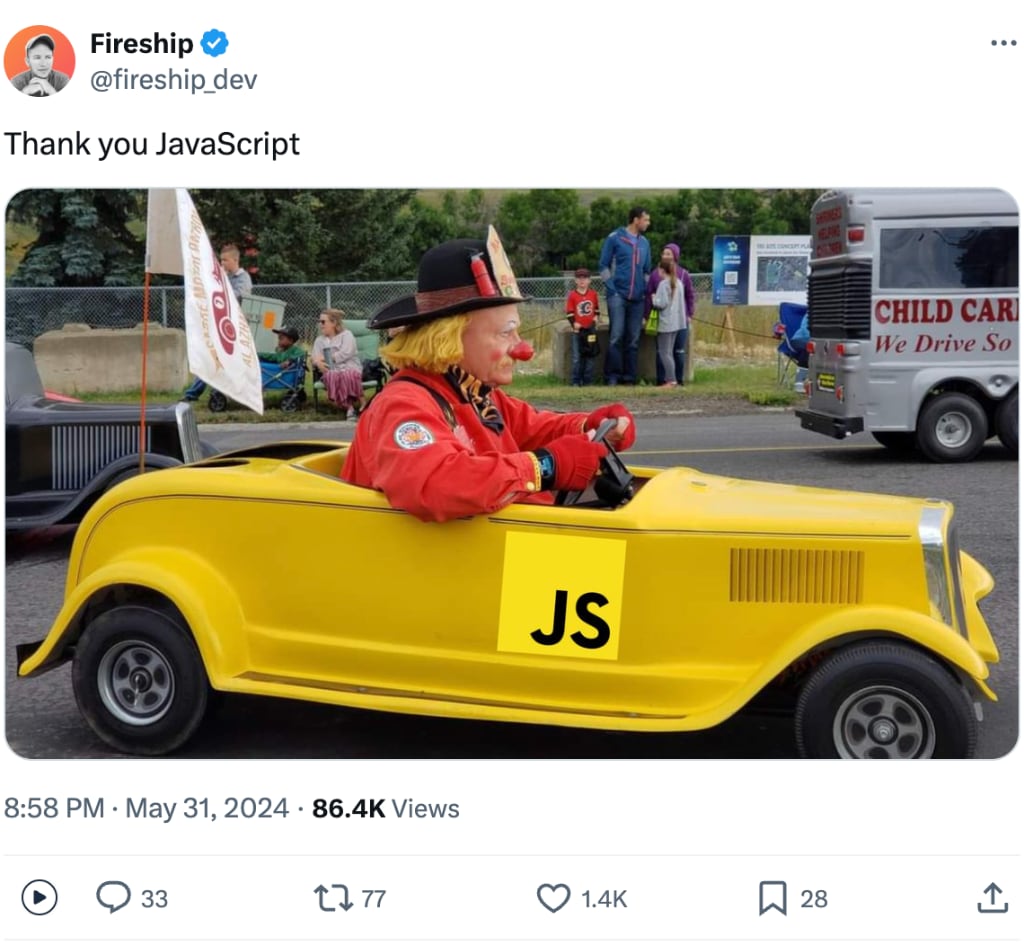 Fireship
@fireship_dev
Thank you JavaScript
CHILD CAR
We Drive So
JS
8:58 PM · May 31, 2024 · 86.4K Views
33
77
1.4K
28